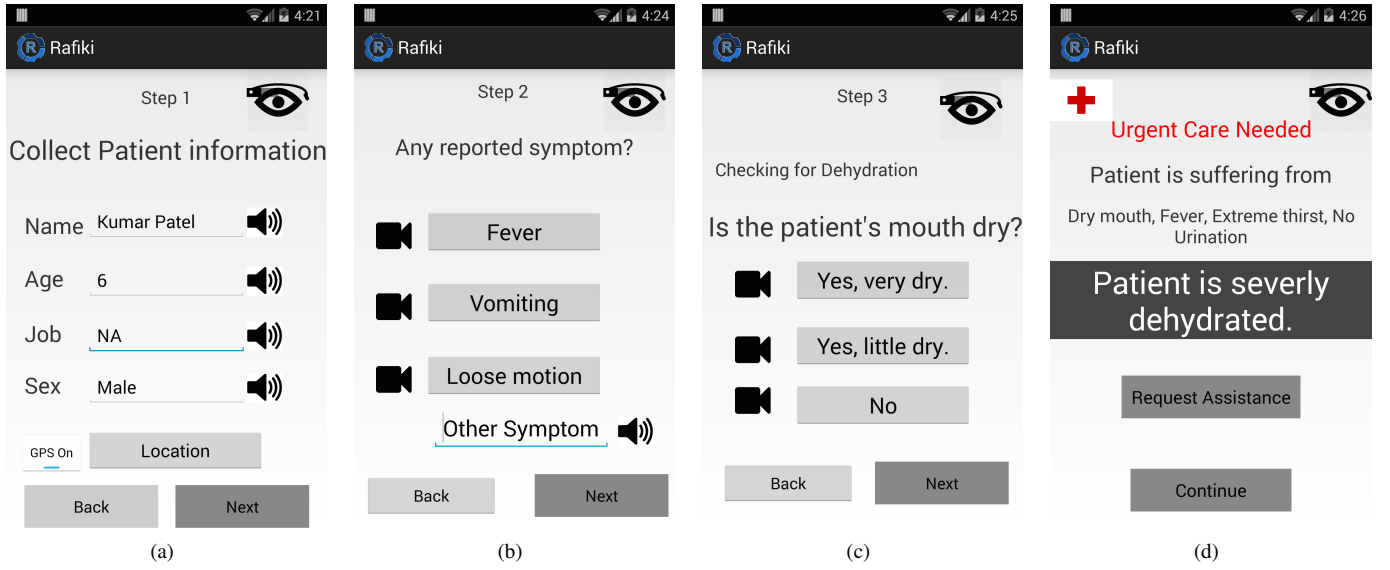 4:21
R Rafiki
Step 1
Collect Patient information
Name Kumar Patel
Age 6
Job NA
Sex Male
GPS On Location
Back Next
(a)
4:24
R Rafiki
Step 2
Any reported symptom?
Fever
Vomiting
Loose motion
Other Symptom
Back Next
(b)
4:25
R Rafiki
Step 3
Checking for Dehydration
Is the patient's mouth dry?
Yes, very dry.
Yes, little dry.
No
Back Next
(c)
4:26
R Rafiki
Urgent Care Needed
Patient is suffering from
Dry mouth, Fever, Extreme thirst, No
Urination
Patient is severly
dehydrated.
Request Assistance
Continue
(d)